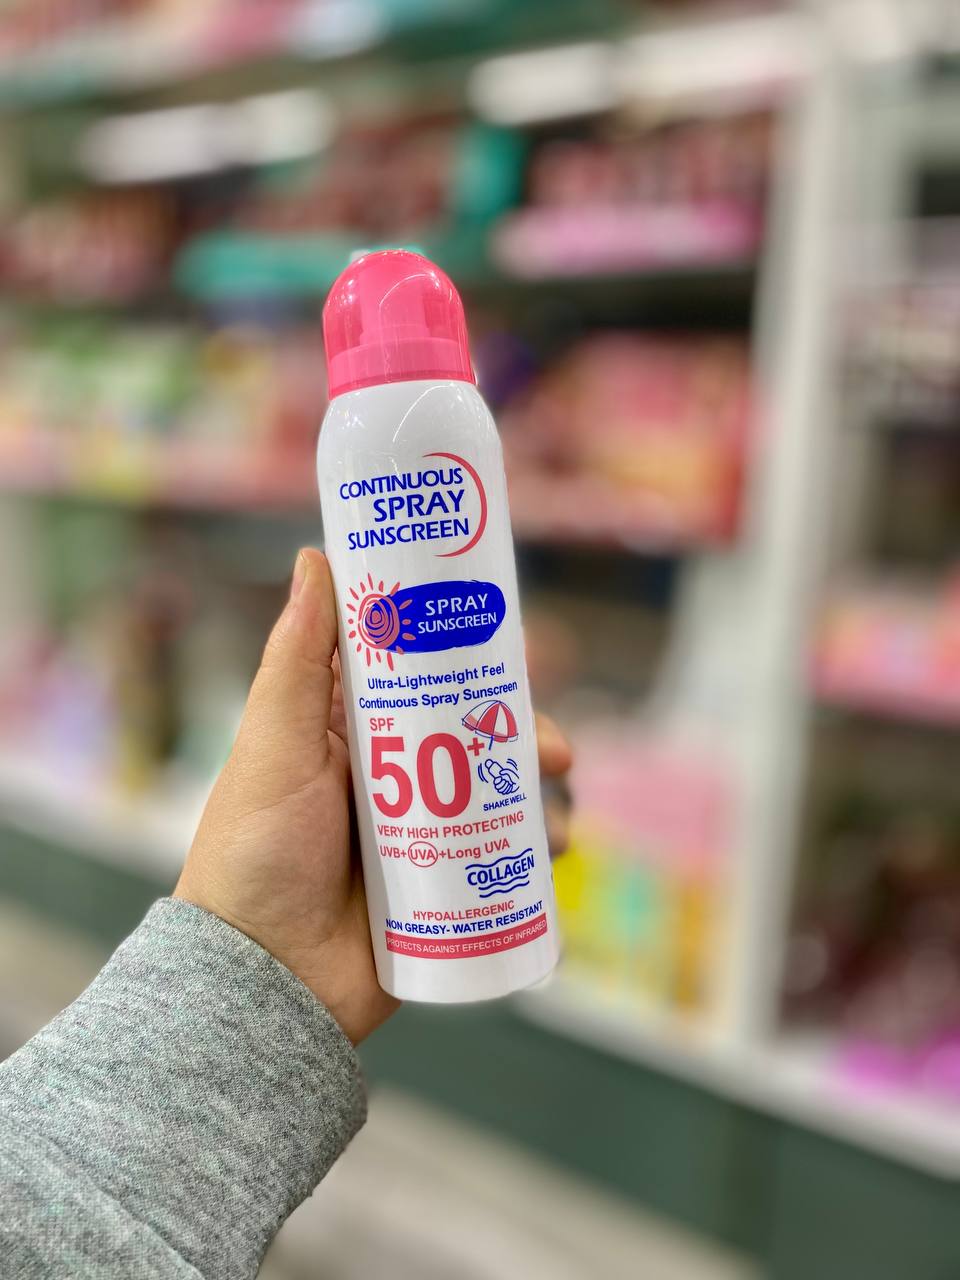 CONTINUOUS
SPRAY
SUNSCREEN
SPRAY
SUNSCREEN
Ultra-Lightweight Feel
Continuous Spray Sunscreen
SPF
50+
SHAKE WELL
VERY HIGH PROTECTING
UVB+UVA+Long UVA
COLLAGEN
HYPOALLERGENIC
NON GREASY- WATER RESISTANT
PROTECTS AGAINST EFFECTS OF INFRARED